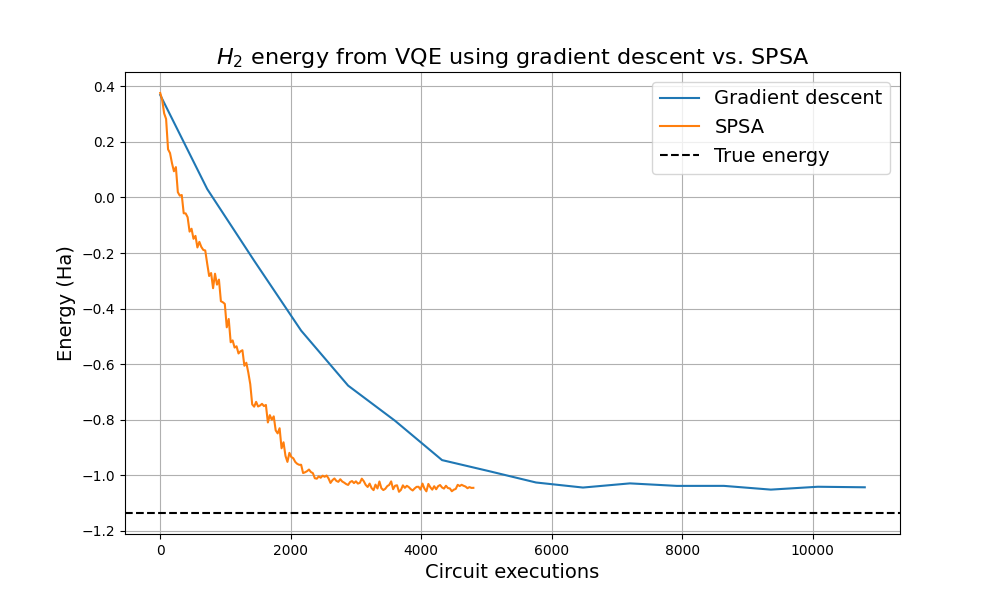 H₂ energy from VQE using gradient descent vs. SPSA
Gradient descent
SPSA
True energy
0.4
0.2
0.0
−0.2
−0.4
−0.6
−0.8
−1.0
−1.2
Energy (Ha)
0 2000 4000 6000 8000 10000
Circuit executions